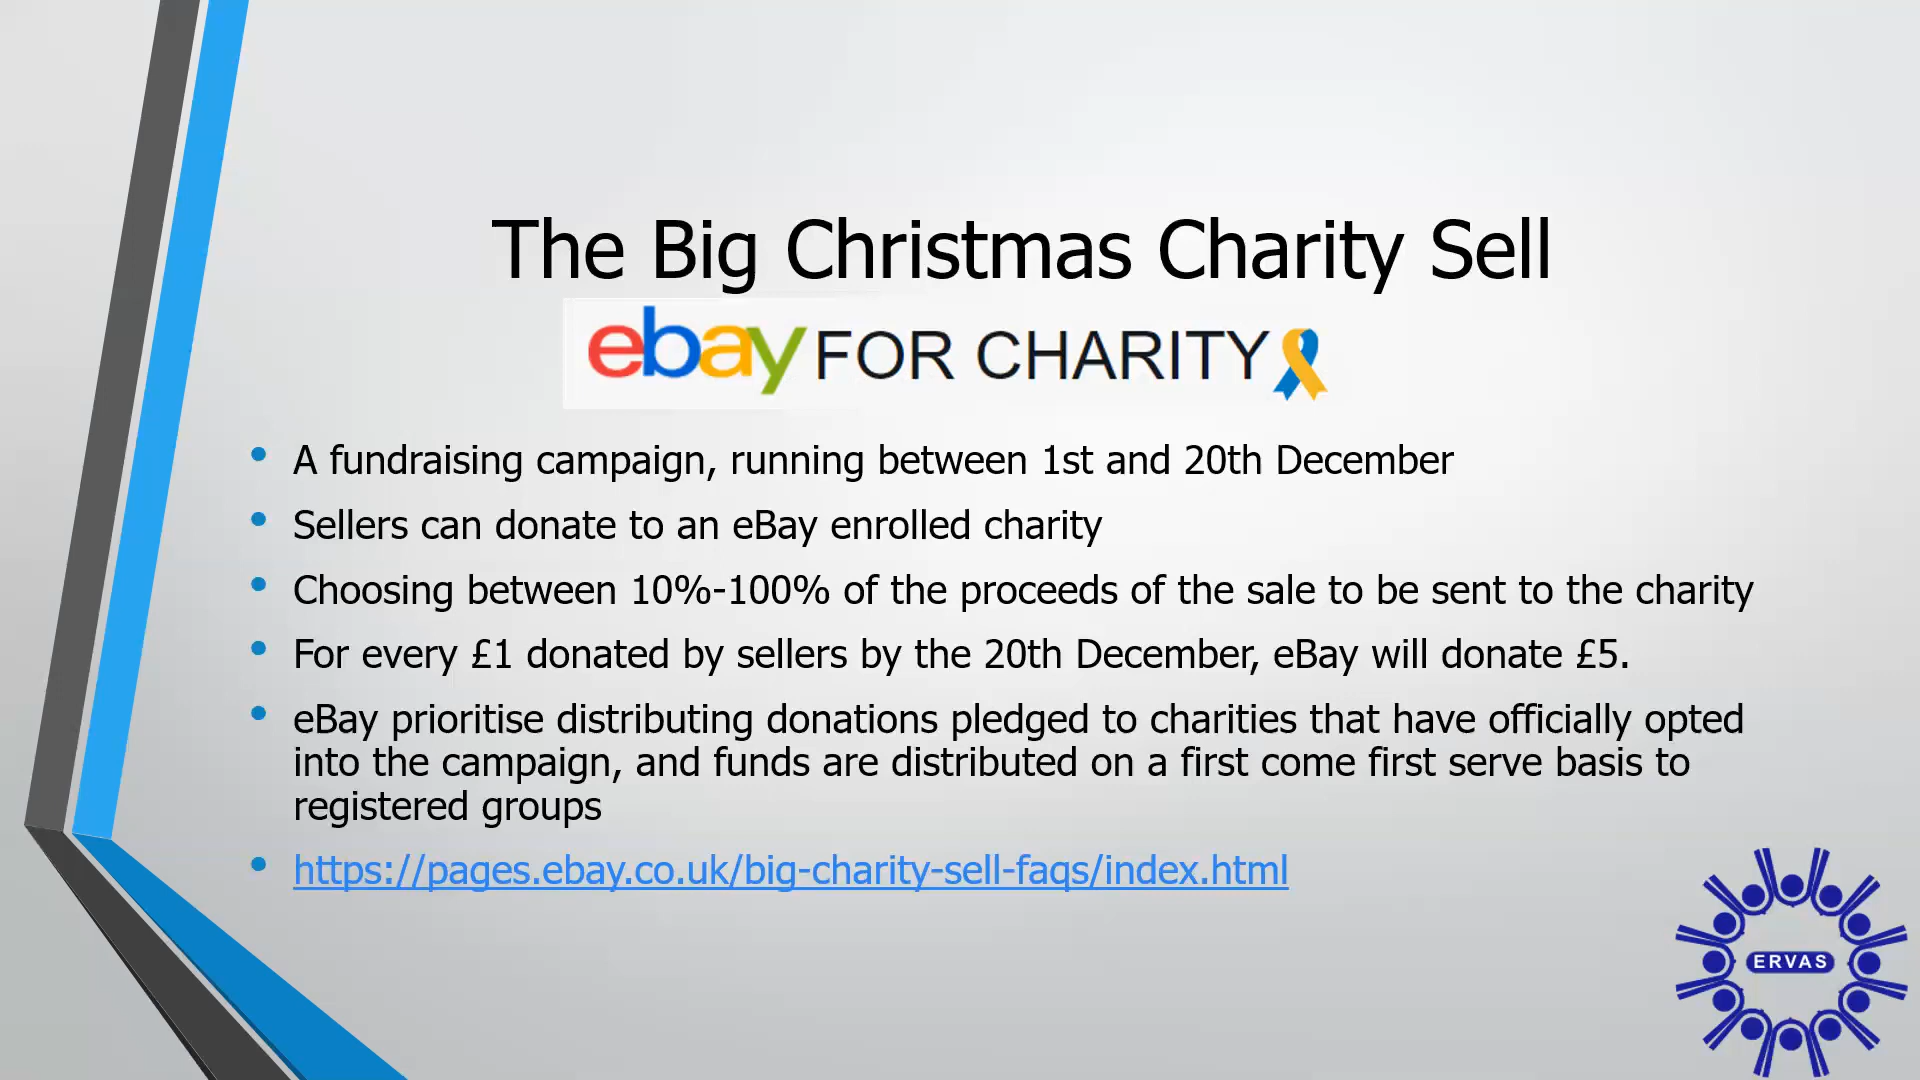 The Big Christmas Charity Sell
ebay FOR CHARITY
A fundraising campaign, running between 1st and 20th December
Sellers can donate to an eBay enrolled charity
Choosing between 10%-100% of the proceeds of the sale to be sent to the charity
For every £1 donated by sellers by the 20th December, eBay will donate £5.
eBay prioritise distributing donations pledged to charities that have officially opted
into the campaign, and funds are distributed on a first come first serve basis to
registered groups
https://pages.ebay.co.uk/big-charity-sell-faqs/index.html
ERVAS